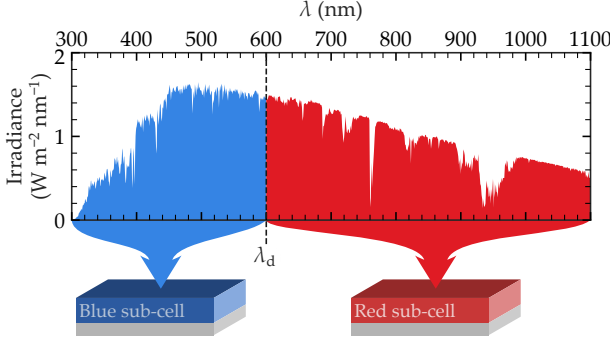 λ (nm)
300 400 500 600 700 800 900 1000 1100
Irradiance
(W m⁻² nm⁻¹)
2
1
0
λd
Blue sub-cell
Red sub-cell